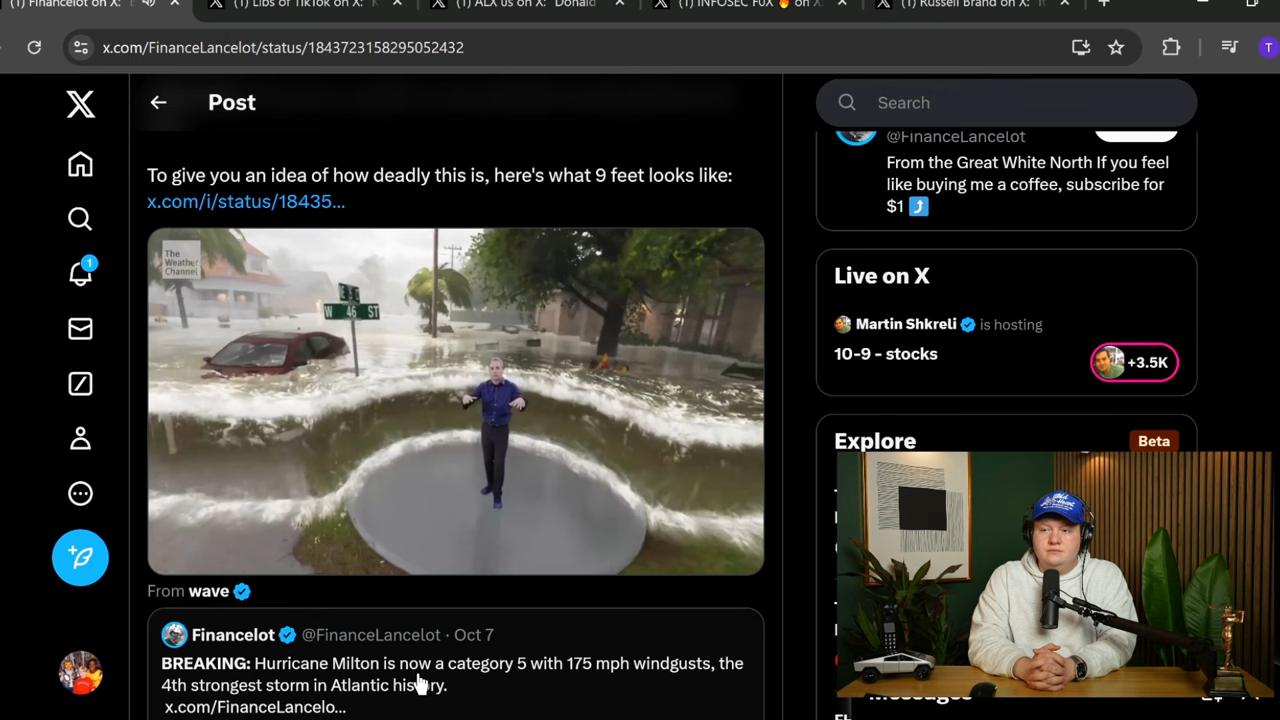 (1) Financelot on X:
(1) Libs of TikTok on X:
(1) ALX us on X: "Donald
(1) INFOSEC F0X 🔥 on X:
(1) Russell Brand on X: "It
x.com/FinanceLancelot/status/1843723158295052432
T
Post
Search
To give you an idea of how deadly this is, here's what 9 feet looks like:
x.com/i/status/18435...
The
Weather
Channel
W 46 ST
From wave
Financelot @FinanceLancelot · Oct 7
BREAKING: Hurricane Milton is now a category 5 with 175 mph windgusts, the
4th strongest storm in Atlantic history.
x.com/FinanceLancelo...
1
@FinanceLancelot
From the Great White North If you feel
like buying me a coffee, subscribe for
$1
Live on X
Martin Shkreli is hosting
10-9 - stocks
+3.5K
Explore
Beta
Messages